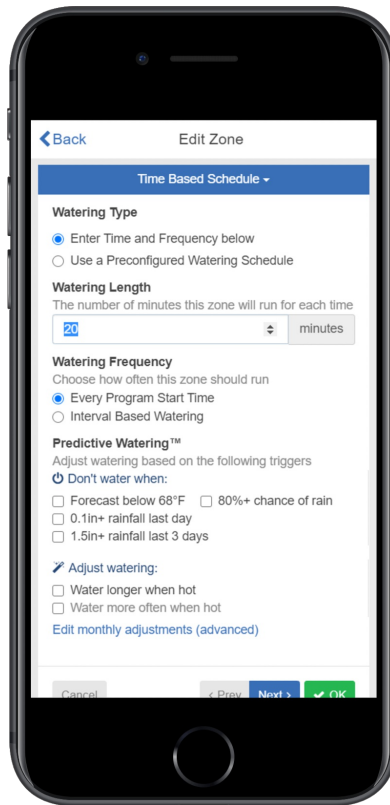 Back
Edit Zone
Time Based Schedule
Watering Type
Enter Time and Frequency below
Use a Preconfigured Watering Schedule
Watering Length
The number of minutes this zone will run for each time
20 minutes
Watering Frequency
Choose how often this zone should run
Every Program Start Time
Interval Based Watering
Predictive Watering™
Adjust watering based on the following triggers
Don't water when:
Forecast below 68°F 80%+ chance of rain
0.1in+ rainfall last day
1.5in+ rainfall last 3 days
Adjust watering:
Water longer when hot
Water more often when hot
Edit monthly adjustments (advanced)
Cancel < Prev Next > OK